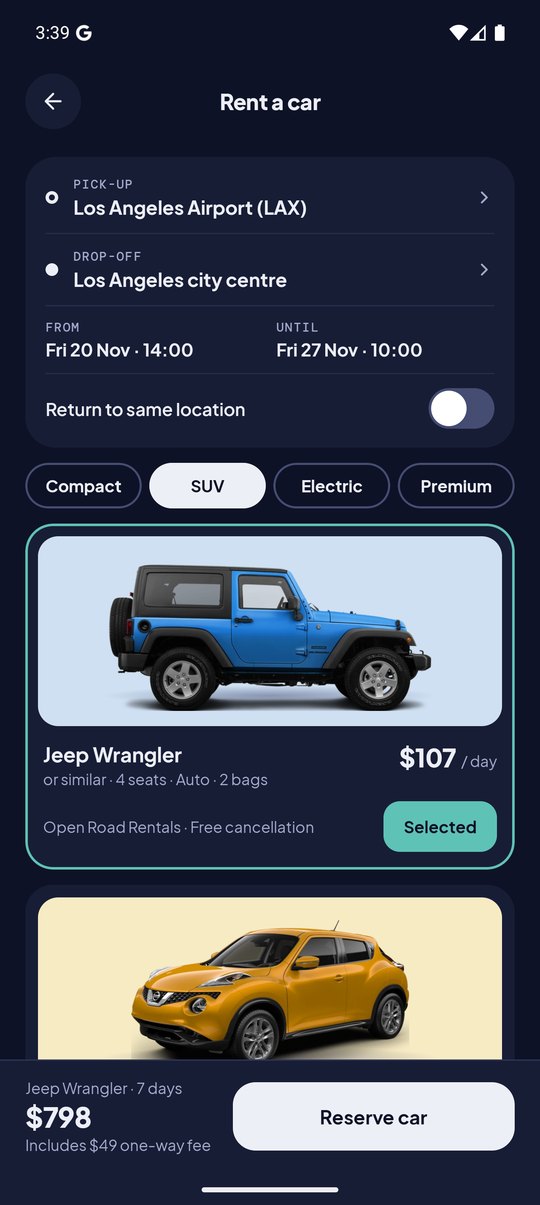 3:39
Rent a car
PICK-UP
Los Angeles Airport (LAX)
DROP-OFF
Los Angeles city centre
FROM
UNTIL
Fri 20 Nov · 14:00
Fri 27 Nov · 10:00
Return to same location
Compact
SUV
Electric
Premium
Jeep Wrangler
$107 / day
or similar · 4 seats · Auto · 2 bags
Open Road Rentals · Free cancellation
Selected
Jeep Wrangler · 7 days
$798
Includes $49 one-way fee
Reserve car